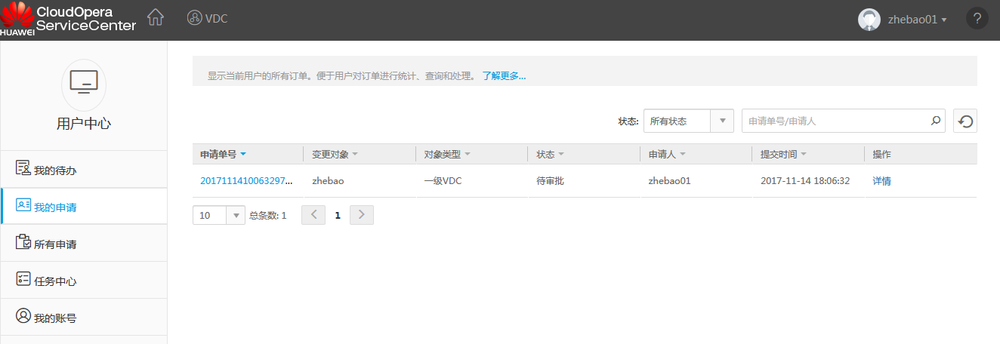 CloudOpera
ServiceCenter
HUAWEI
VDC
zhebao01
?
用户中心
我的待办
我的申请
所有申请
任务中心
我的账号
显示当前用户的所有订单。便于用户对订单进行统计、查询和处理。 了解更多...
状态: 所有状态 申请单号/申请人
申请单号 变更对象 对象类型 状态 申请人 提交时间 操作
2017111410063297... zhebao 一级VDC 待审批 zhebao01 2017-11-14 18:06:32 详情
10 总条数: 1 1